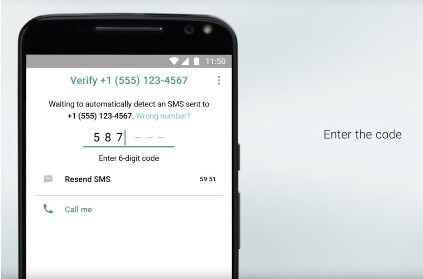 11:50
Verify +1 (555) 123-4567
Waiting to automatically detect an SMS sent to
+1 (555) 123-4567. Wrong number?
5 8 7
Enter 6-digit code
Resend SMS 59:51
Call me
Enter the code